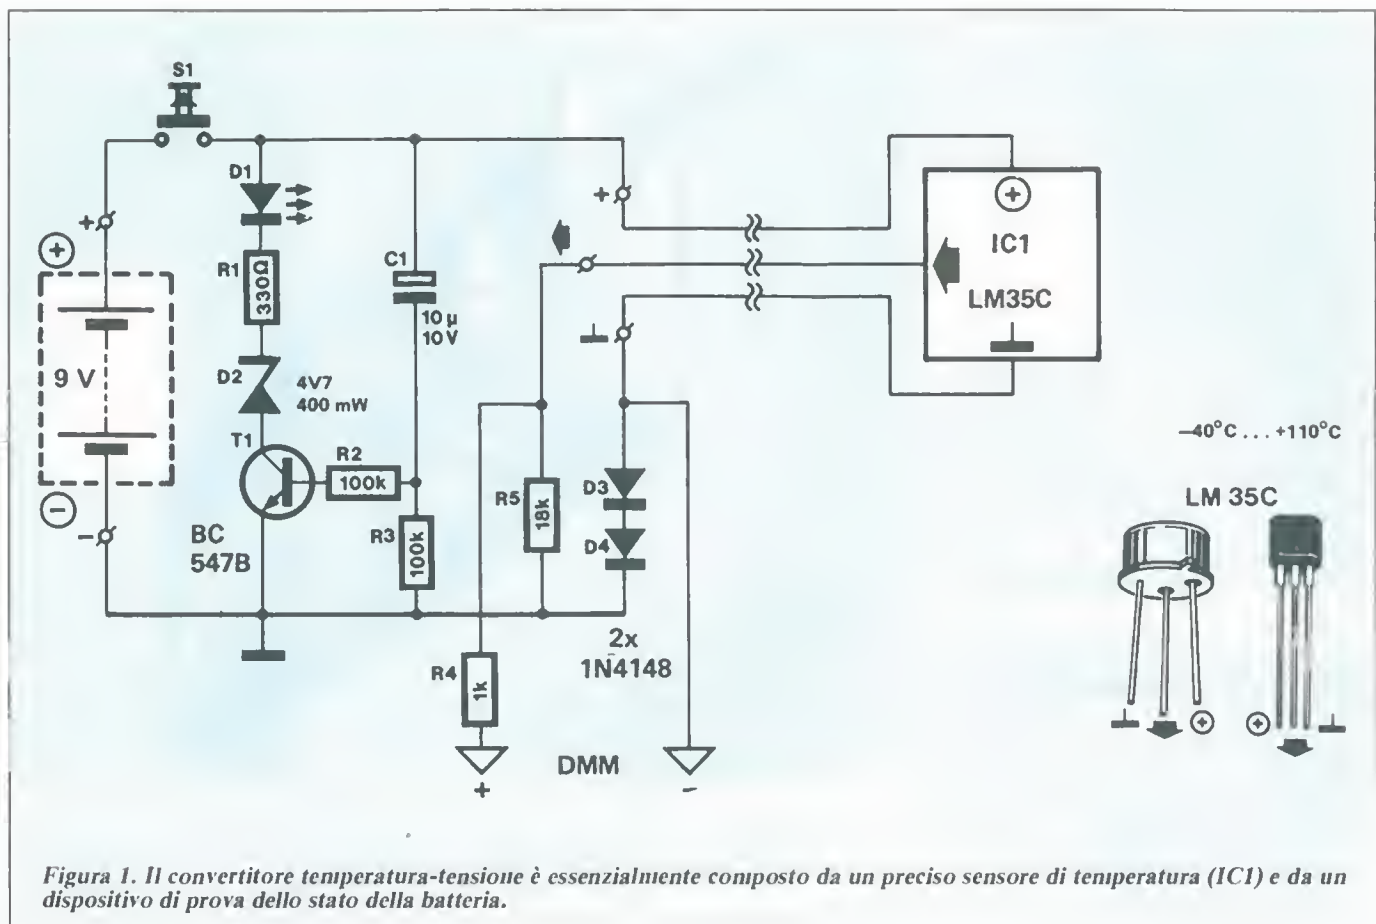 S1
D1
R1
330Ω
C1
10 µ
10 V
+
+
9 V
D2
4V7
400 mW
T1
R2
100k
−
−
BC
547B
R3
100k
R5
18k
D3
D4
+
IC1
LM35C
+
2x
1N4148
R4
1k
DMM
+
−
−40°C ... +110°C
LM 35C
+
+
Figura 1. Il convertitore temperatura-tensione è essenzialmente composto da un preciso sensore di temperatura (IC1) e da un
dispositivo di prova dello stato della batteria.